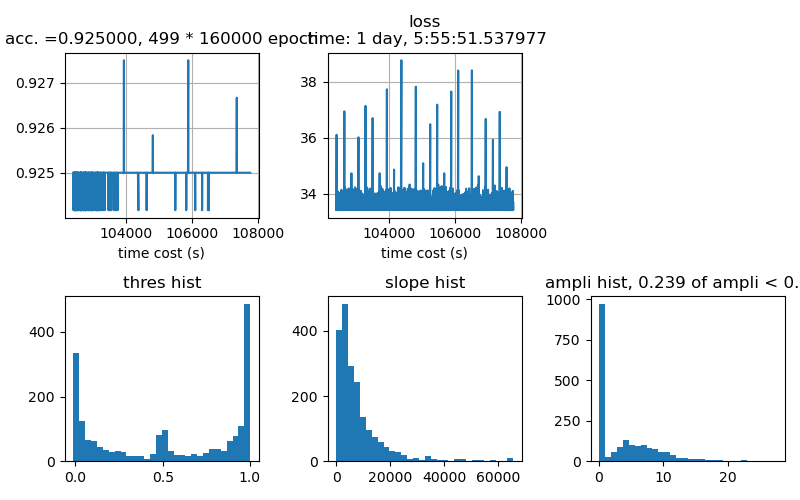 acc. =0.925000, 499 * 160000 epoch
loss
time: 1 day, 5:55:51.537977
0.927
0.926
0.925
104000 106000 108000
time cost (s)
38
36
34
104000 106000 108000
time cost (s)
thres hist
400
200
0
0.0 0.5 1.0
slope hist
400
200
0
0 20000 40000 60000
ampli hist, 0.239 of ampli < 0.
1000
750
500
250
0
0 10 20